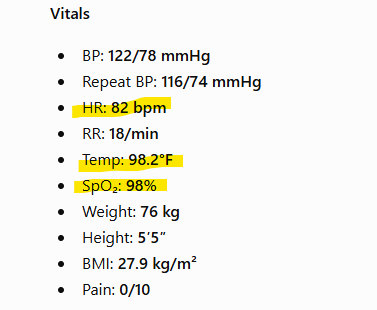 Vitals
• BP: 122/78 mmHg
• Repeat BP: 116/74 mmHg
• HR: 82 bpm
• RR: 18/min
• Temp: 98.2°F
• SpO₂: 98%
• Weight: 76 kg
• Height: 5′5″
• BMI: 27.9 kg/m²
• Pain: 0/10